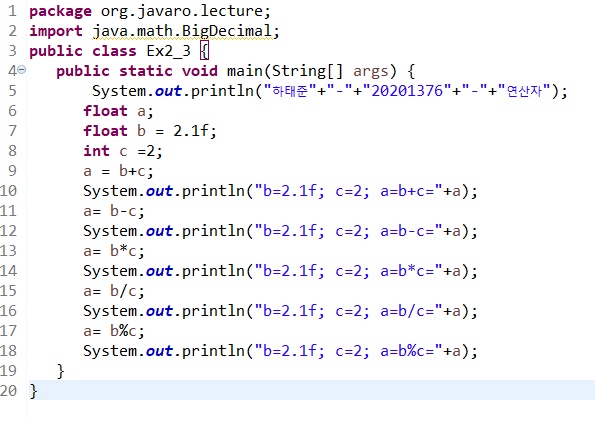 1 package org.javaro.lecture;
2 import java.math.BigDecimal;
3 public class Ex2_3 {
4 public static void main(String[] args) {
5 System.out.println("하태준"+"-"+"20201376"+"-"+"연산자");
6 float a;
7 float b = 2.1f;
8 int c =2;
9 a = b+c;
10 System.out.println("b=2.1f; c=2; a=b+c="+a);
11 a= b-c;
12 System.out.println("b=2.1f; c=2; a=b-c="+a);
13 a= b*c;
14 System.out.println("b=2.1f; c=2; a=b*c="+a);
15 a= b/c;
16 System.out.println("b=2.1f; c=2; a=b/c="+a);
17 a= b%c;
18 System.out.println("b=2.1f; c=2; a=b%c="+a);
19 }
20 }